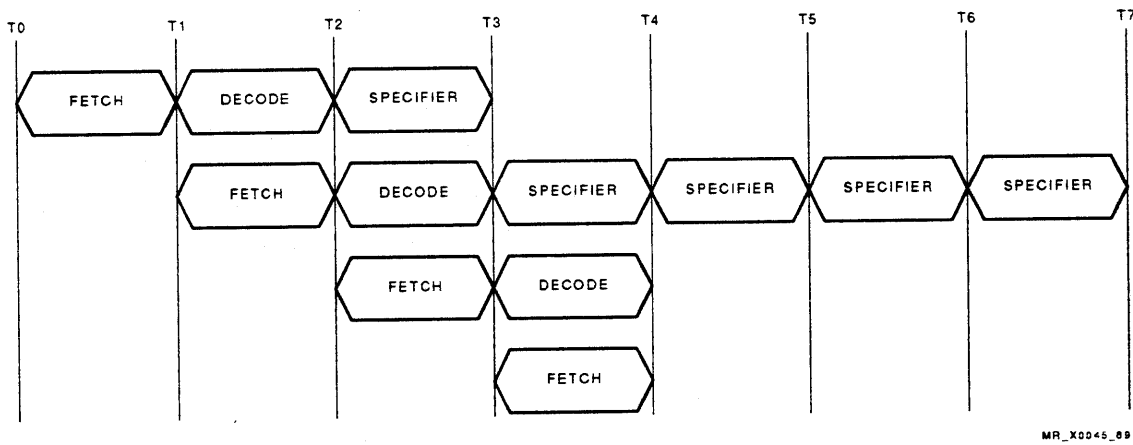 T0 T1 T2 T3 T4 T5 T6 T7
FETCH DECODE SPECIFIER
FETCH DECODE SPECIFIER SPECIFIER SPECIFIER SPECIFIER
FETCH DECODE
FETCH
MR_X0045_89